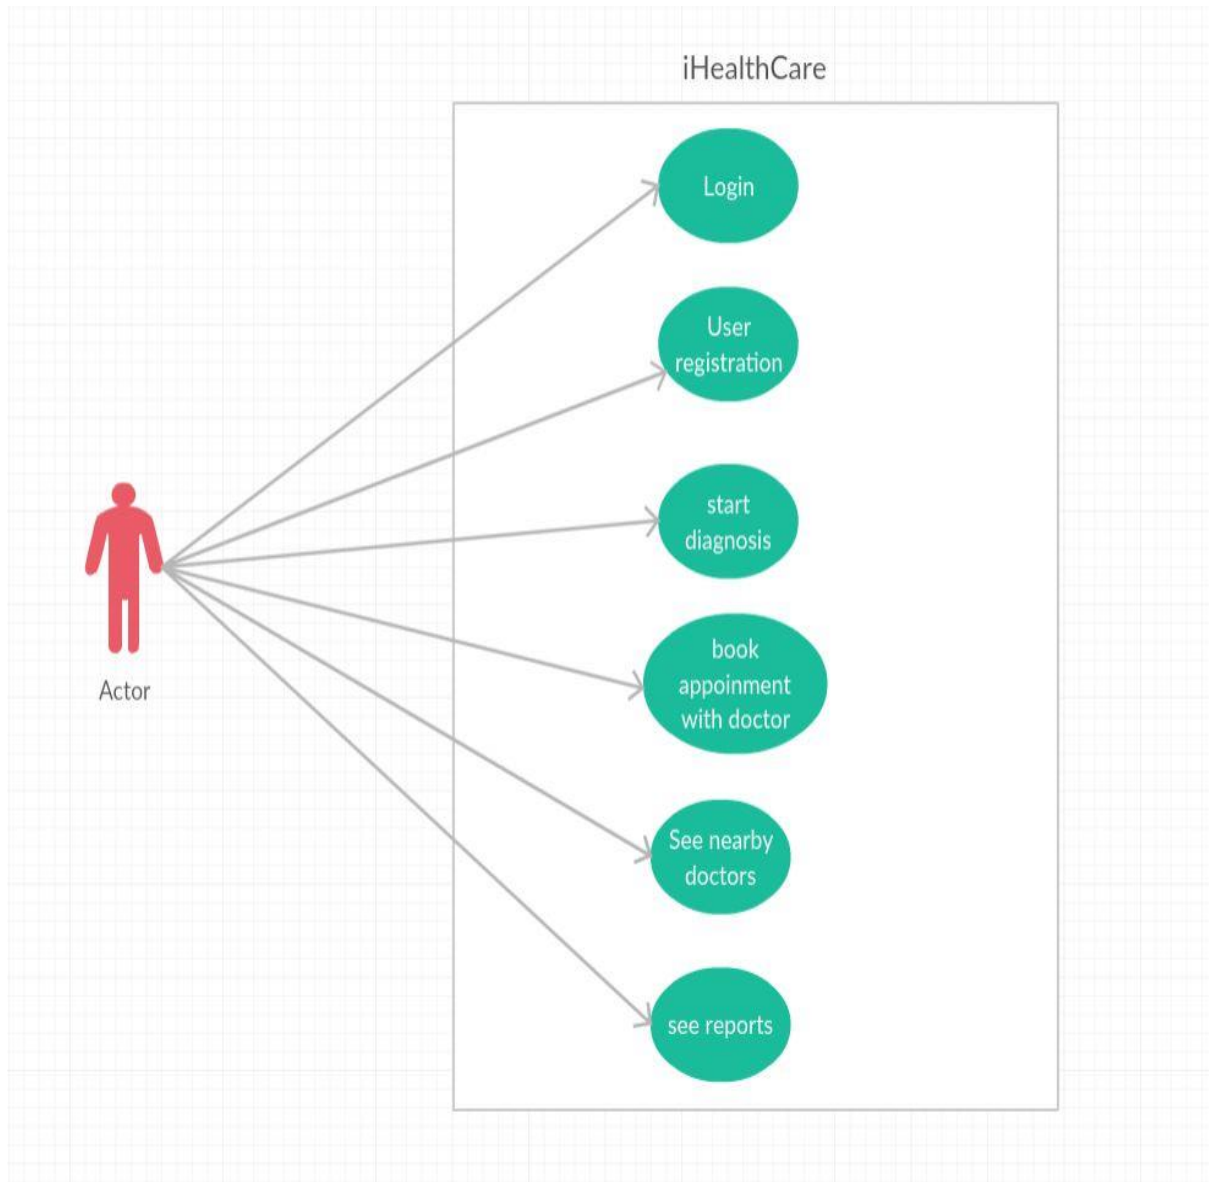 iHealthCare
Login
User
registration
start
diagnosis
book
appoinment
with doctor
Actor
See nearby
doctors
see reports